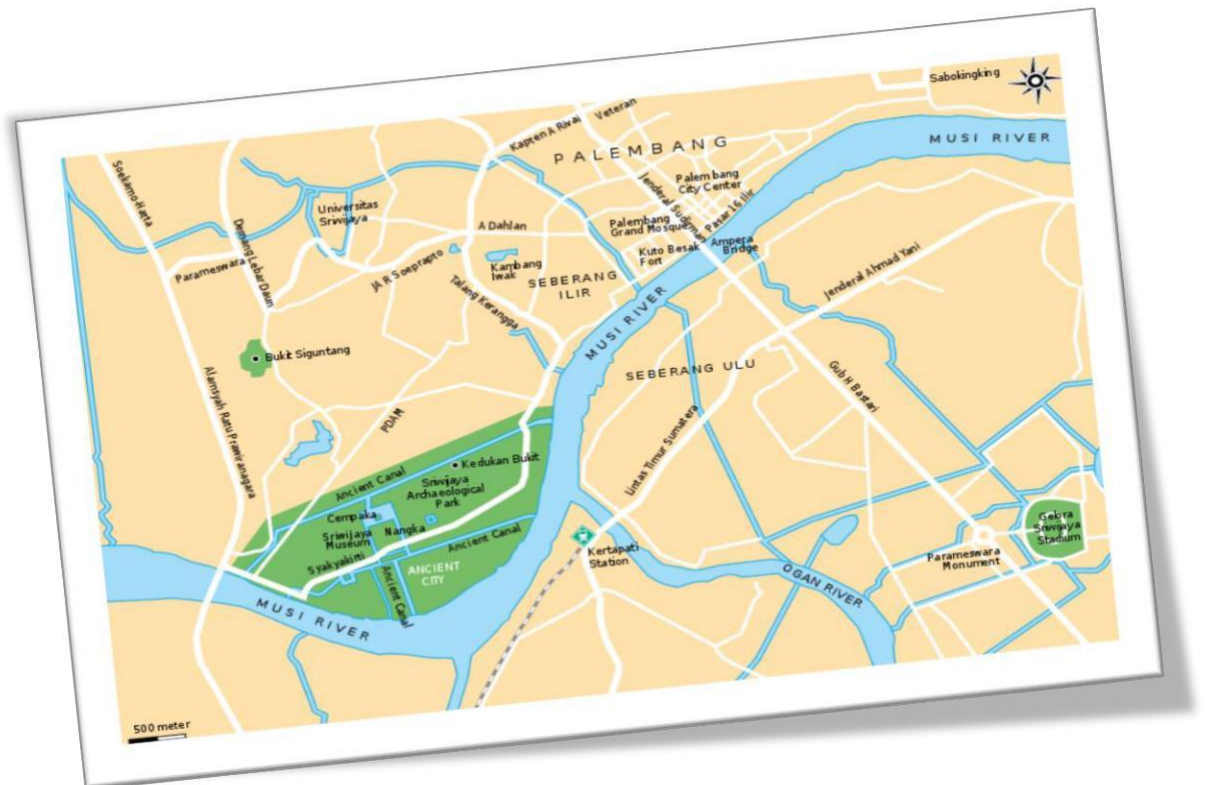 Sabokingking
MUSI RIVER
Veteran
Kapten A Rivai
PALEMBANG
Palembang
City Center
Jenderal Sudirman
Pasar 16 Ilir
Soekarno-Hatta
Universitas
Sriwijaya
A Dahlan
Palembang
Grand Mosque
Ampera
Bridge
Kuto Besak
Fort
Demang Lebar Daun
Parameswara
JA R Soeprapto
Kambang
Iwak
SEBERANG
ILIR
Talang Kerangga
Jenderal Ahmad Yani
MUSI RIVER
Bukit Siguntang
SEBERANG ULU
Gub H Bastari
Alamsyah Ratu Prawiranagara
PDAM
Lintas Timur Sumatera
Kedukan Bukit
Ancient Canal
Sriwijaya
Archaeological
Park
Cempaka
Nangka
Sriwijaya
Museum
Syakyakirti
Ancient Canal
ANCIENT
CITY
Ancient Canal
Kertapati
Station
Gelora
Sriwijaya
Stadium
Parameswara
Monument
OGAN RIVER
MUSI RIVER
500 meter